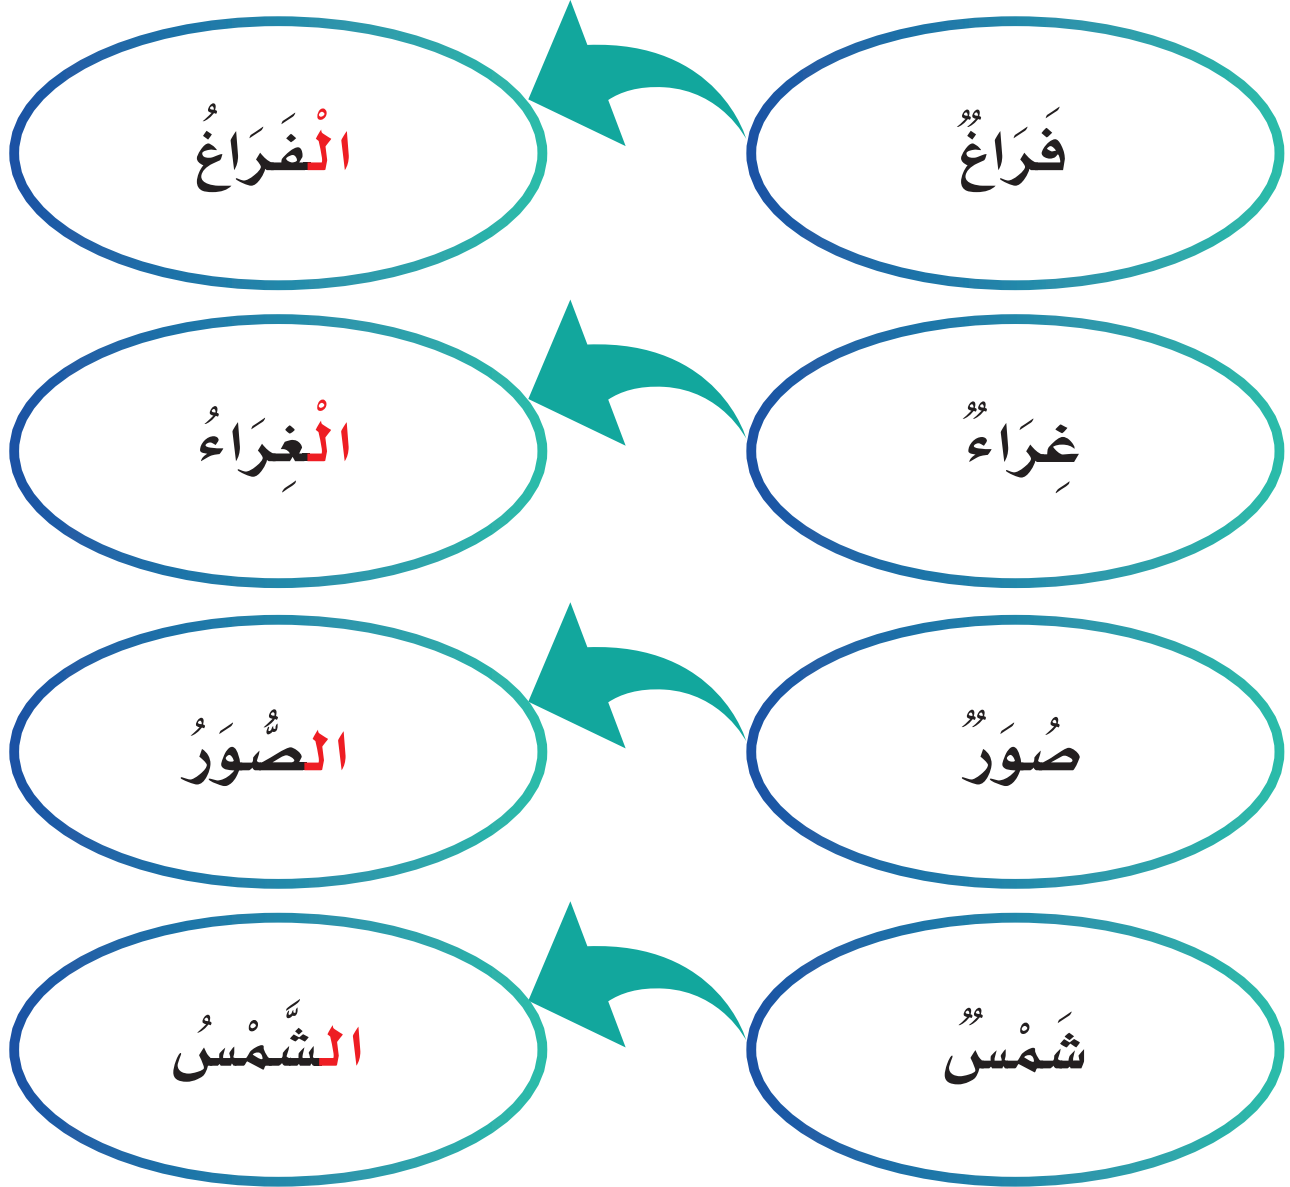 فَرَاغٌ الْفَرَاغُ
غِرَاءٌ الْغِرَاءُ
صُوَرٌ الصُّوَرُ
شَمْسٌ الشَّمْسُ